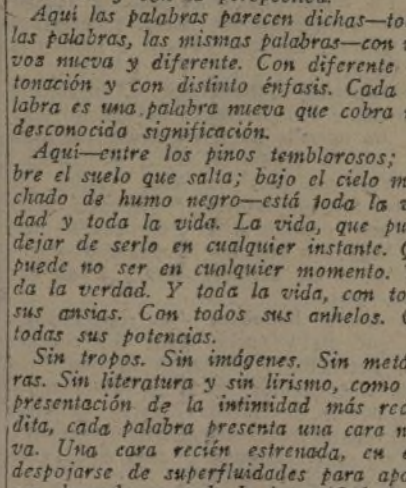 Aquí las palabras parecen dichas—to
las palabras, las mismas palabras—con
voz nueva y diferente. Con diferente
tonación y con distinto énfasis. Cada
labra es una palabra nueva que cobra
desconocida significación.
Aquí—entre los pinos temblorosos;
bre el suelo que salta; bajo el cielo m
chado de humo negro—está toda la v
dad y toda la vida. La vida, que pu
dejar de serlo en cualquier instante. Q
puede no ser en cualquier momento.
da la verdad. Y toda la vida, con to
sus ansias. Con todos sus anhelos. C
todas sus potencias.
Sin tropos. Sin imágenes. Sin metá
ras. Sin literatura y sin lirismo, como
presentación de la intimidad más rec
dita, cada palabra presenta una cara n
va. Una cara recién estrenada, en
despojarse de superfluidades para apo